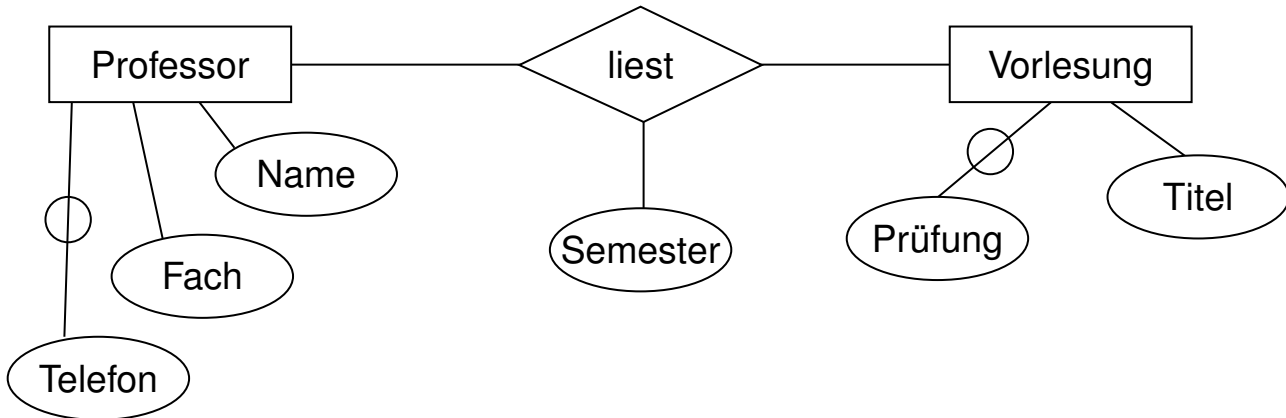 Professor
liest
Vorlesung
Name
Fach
Telefon
Semester
Prüfung
Titel